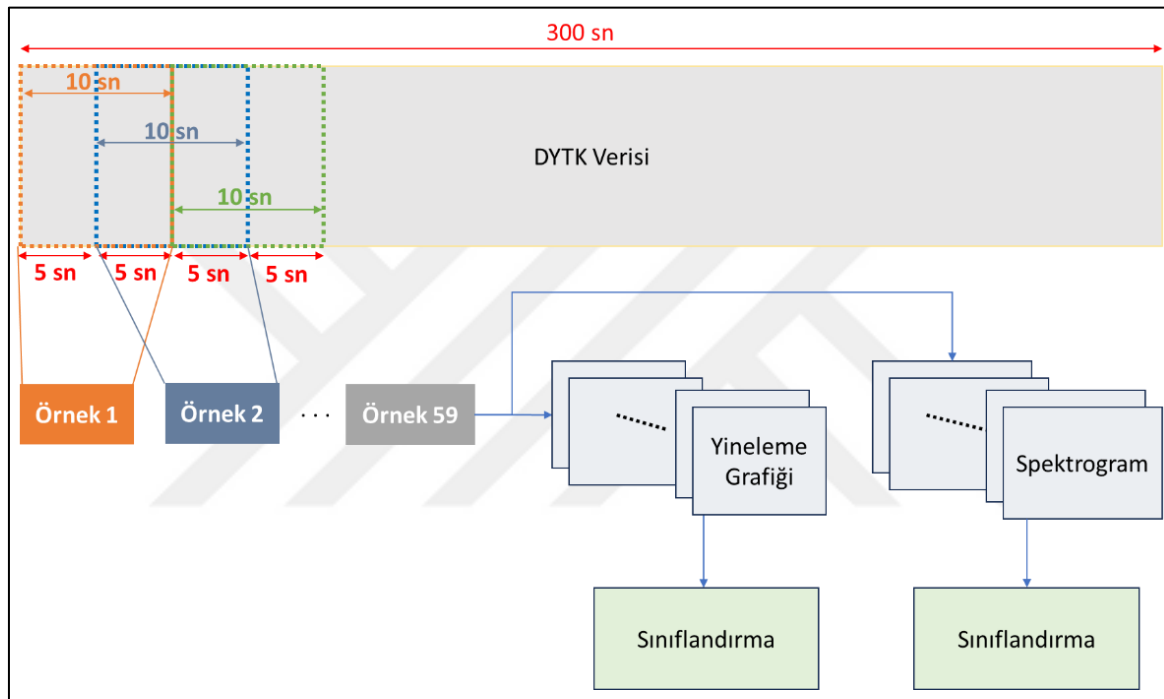 300 sn
10 sn
10 sn
DYTK Verisi
10 sn
5 sn
5 sn
5 sn
5 sn
Örnek 1
Örnek 2
. . .
Örnek 59
Yineleme
Grafiği
Spektrogram
Sınıflandırma
Sınıflandırma